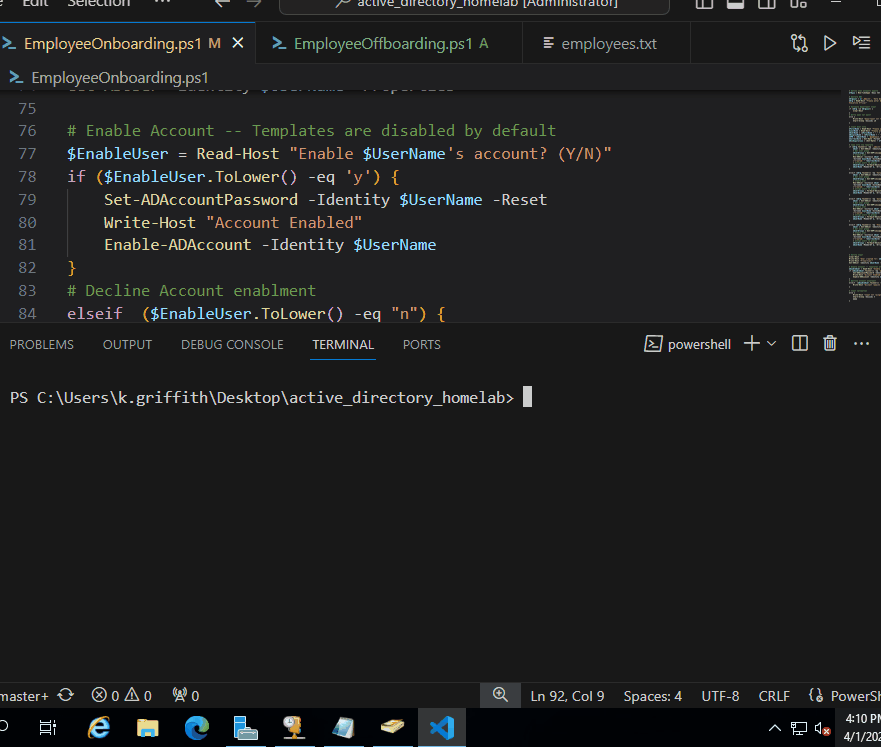 Edit Selection ...
active_directory_homelab [Administrator]
EmployeeOnboarding.ps1 M
EmployeeOffboarding.ps1 A
employees.txt
EmployeeOnboarding.ps1
75
76 # Enable Account -- Templates are disabled by default
77 $EnableUser = Read-Host "Enable $UserName's account? (Y/N)"
78 if ($EnableUser.ToLower() -eq 'y') {
79 Set-ADAccountPassword -Identity $UserName -Reset
80 Write-Host "Account Enabled"
81 Enable-ADAccount -Identity $UserName
82 }
83 # Decline Account enablment
84 elseif ($EnableUser.ToLower() -eq "n") {
PROBLEMS OUTPUT DEBUG CONSOLE TERMINAL PORTS
powershell
PS C:\Users\k.griffith\Desktop\active_directory_homelab>
master+ 0 0 0 Ln 92, Col 9 Spaces: 4 UTF-8 CRLF
4:10
4/1/202